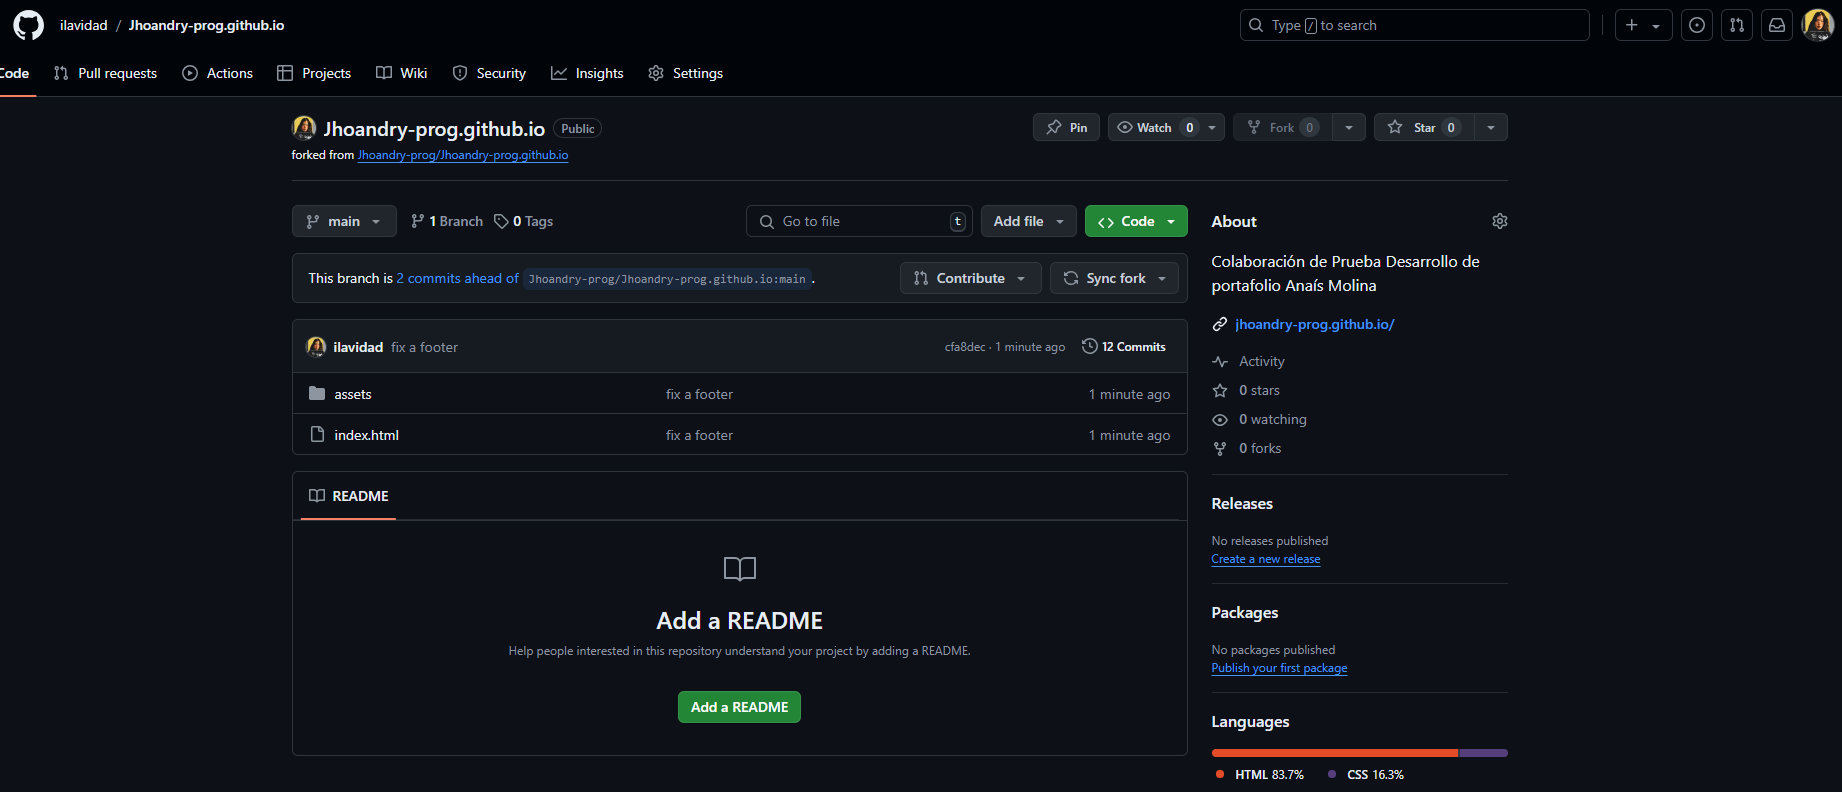 ilavidad / Jhoandry-prog.github.io
Type / to search
Code Pull requests Actions Projects Wiki Security Insights Settings
Jhoandry-prog.github.io Public
Pin Watch 0 Fork 0 Star 0
forked from Jhoandry-prog/Jhoandry-prog.github.io
main 1 Branch 0 Tags
Go to file t
Add file
Code
This branch is 2 commits ahead of Jhoandry-prog/Jhoandry-prog.github.io:main .
Contribute
Sync fork
ilavidad fix a footer cfa8dec · 1 minute ago 12 Commits
assets fix a footer 1 minute ago
index.html fix a footer 1 minute ago
README
Add a README
Help people interested in this repository understand your project by adding a README.
Add a README
About
Colaboración de Prueba Desarrollo de
portafolio Anaís Molina
jhoandry-prog.github.io/
Activity
0 stars
0 watching
0 forks
Releases
No releases published
Create a new release
Packages
No packages published
Publish your first package
Languages
HTML 83.7% CSS 16.3%